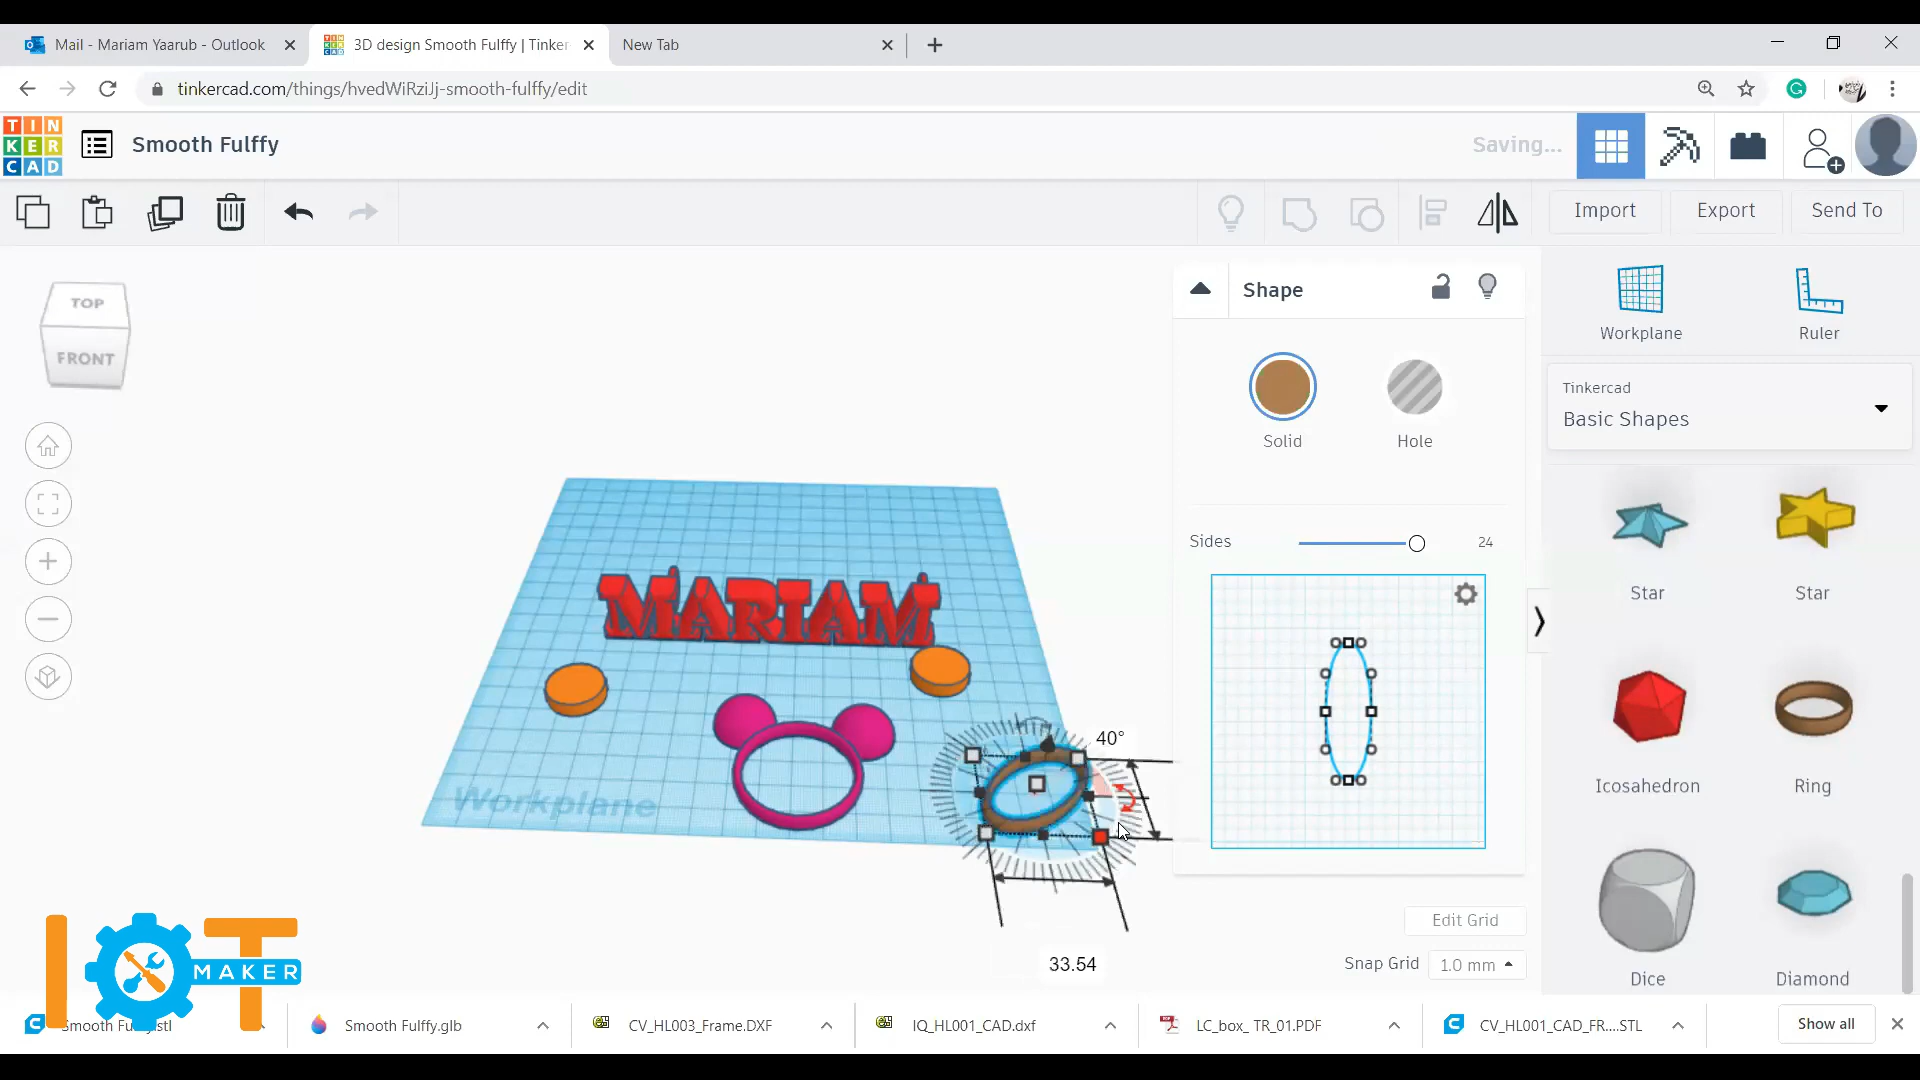 Mail - Mariam Yaarub - Outlook
3D design Smooth Fulffy | Tinker
New Tab
tinkercad.com/things/hvedWiRziJj-smooth-fulffy/edit
TIN
KER
CAD
Smooth Fulffy
Saving...
Import
Export
Send To
TOP
FRONT
Shape
Solid
Hole
Sides
24
Workplane
Ruler
Tinkercad
Basic Shapes
Star
Star
Icosahedron
Ring
Dice
Diamond
MARIAM
Workplane
40°
33.54
Edit Grid
Snap Grid
1.0 mm
IOT
MAKER
Smooth Fulffy.glb
CV_HL003_Frame.DXF
IQ_HL001_CAD.dxf
LC_box_ TR_01.PDF
CV_HL001_CAD_FR....STL
Show all